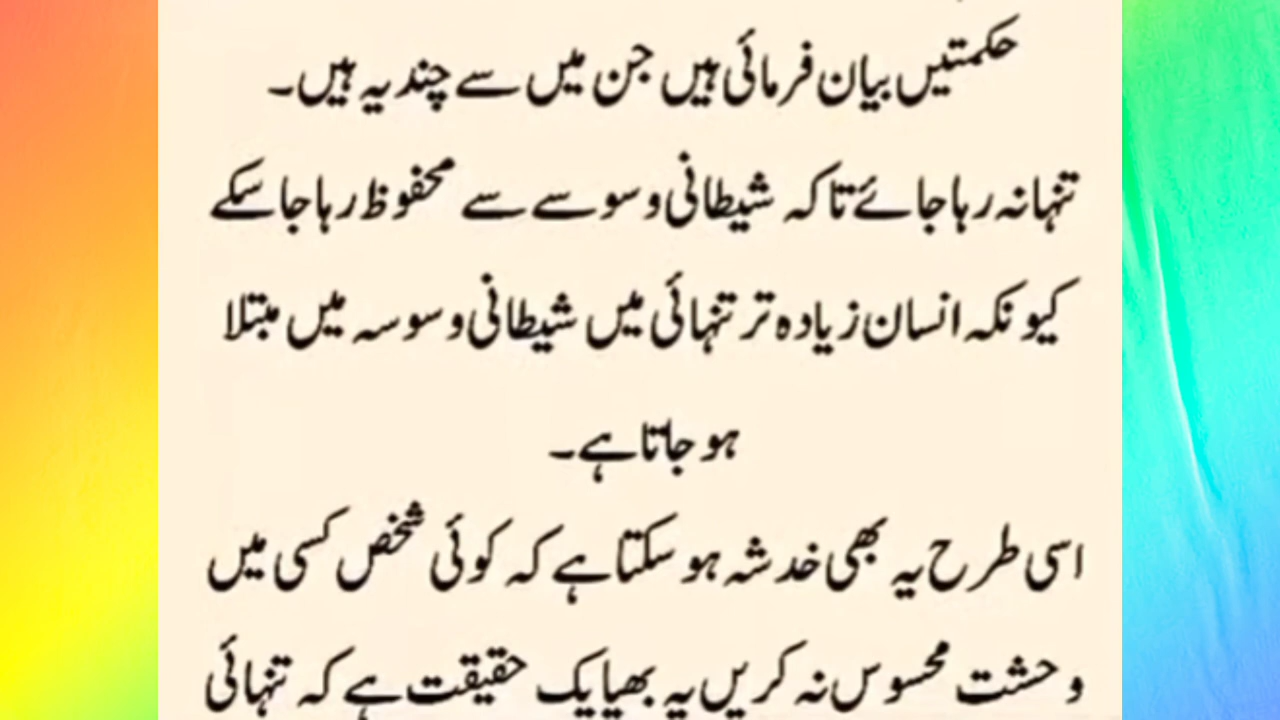 حکمتیں بیان فرمائی ہیں جن میں سے چند یہ ہیں۔
تنہا نہ رہا جائے تاکہ شیطانی وسوسے سے محفوظ رہا جا سکے
کیونکہ انسان زیادہ تر تنہائی میں شیطانی وسوسہ میں مبتلا
ہو جاتا ہے۔
اسی طرح یہ بھی خدشہ ہو سکتا ہے کہ کوئی شخص کسی میں
وحشت محسوس نہ کریں یہ بھیایک حقیقت ہے کہ تنہائی